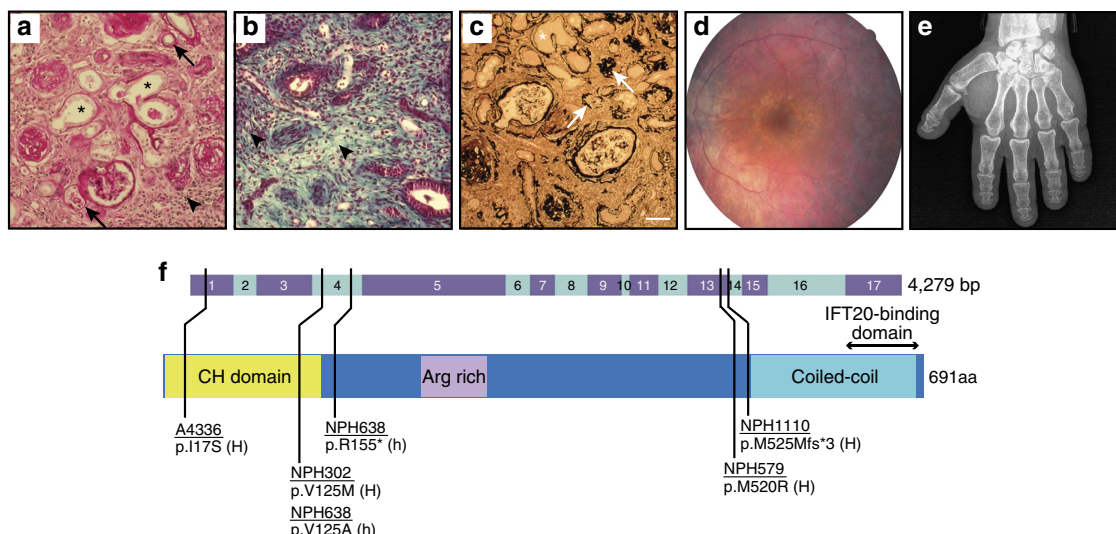 a
b
c
d
e
*
*
*
f
1 2 3 4 5 6 7 8 9 10 11 12 13 14 15 16 17
4,279 bp
IFT20-binding
domain
CH domain
Arg rich
Coiled-coil
691aa
A4336
p.I17S (H)
NPH302
p.V125M (H)
NPH638
p.V125A (h)
NPH638
p.R155* (h)
NPH1110
p.M525Mfs*3 (H)
NPH579
p.M520R (H)